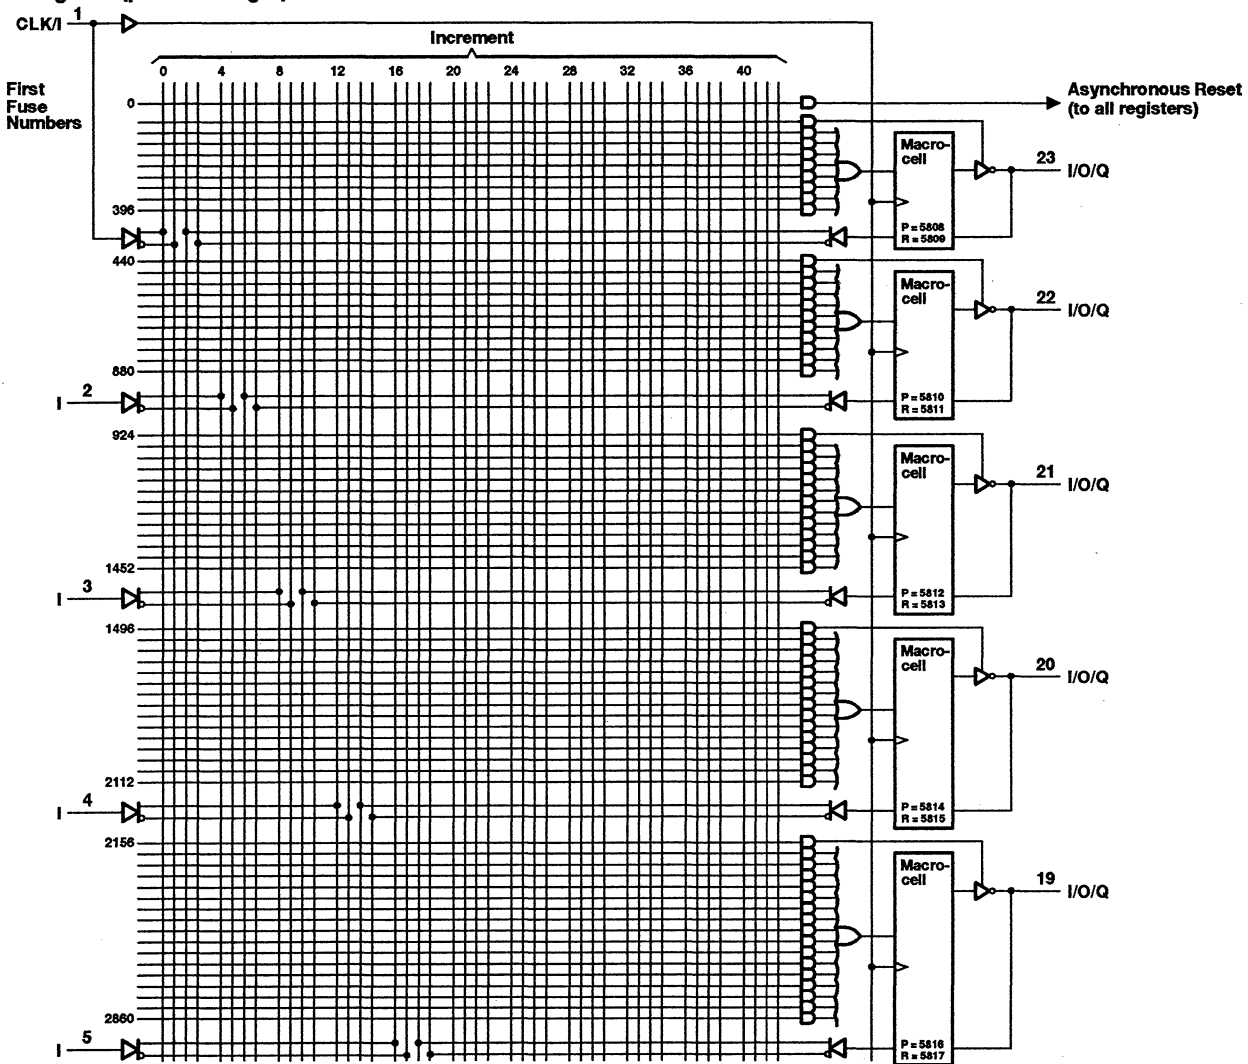 CLK/I 1
Increment
0 4 8 12 16 20 24 28 32 36 40
First
Fuse
Numbers
0
Asynchronous Reset
(to all registers)
Macro-
cell
23
I/O/Q
396
P = 5808
R = 5809
440
Macro-
cell
22
I/O/Q
880
I 2
P = 5810
R = 5811
924
Macro-
cell
21
I/O/Q
1452
I 3
P = 5812
R = 5813
1496
Macro-
cell
20
I/O/Q
2112
I 4
P = 5814
R = 5815
2156
Macro-
cell
19
I/O/Q
2860
I 5
P = 5816
R = 5817